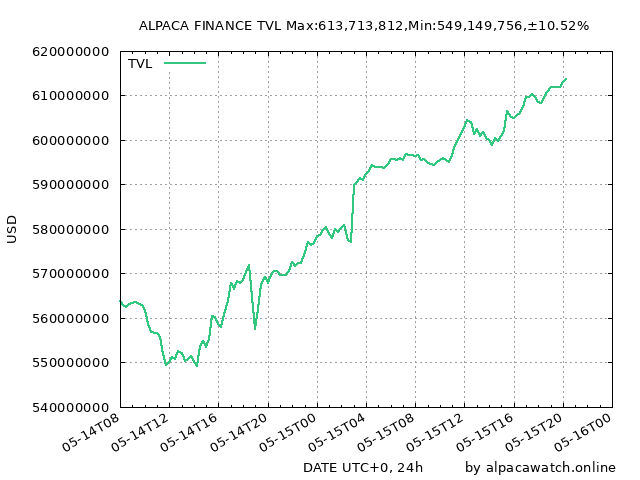 ALPACA FINANCE TVL Max:613,713,812,Min:549,149,756,±10.52%
TVL
620000000
610000000
600000000
590000000
580000000
570000000
560000000
550000000
540000000
USD
05-14T08
05-14T12
05-14T16
05-14T20
05-15T00
05-15T04
05-15T08
05-15T12
05-15T16
05-15T20
05-16T00
DATE UTC+0, 24h
by alpacawatch.online